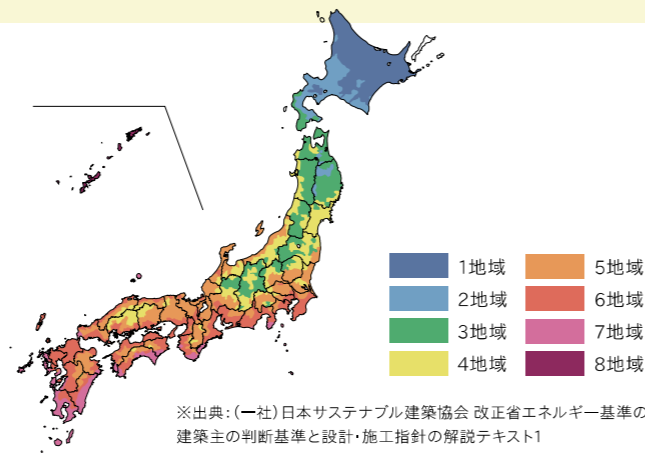 1地域
2地域
3地域
4地域
5地域
6地域
7地域
8地域
※出典:(一社)日本サステナブル建築協会 改正省エネルギー基準の
建築主の判断基準と設計・施工指針の解説テキスト1